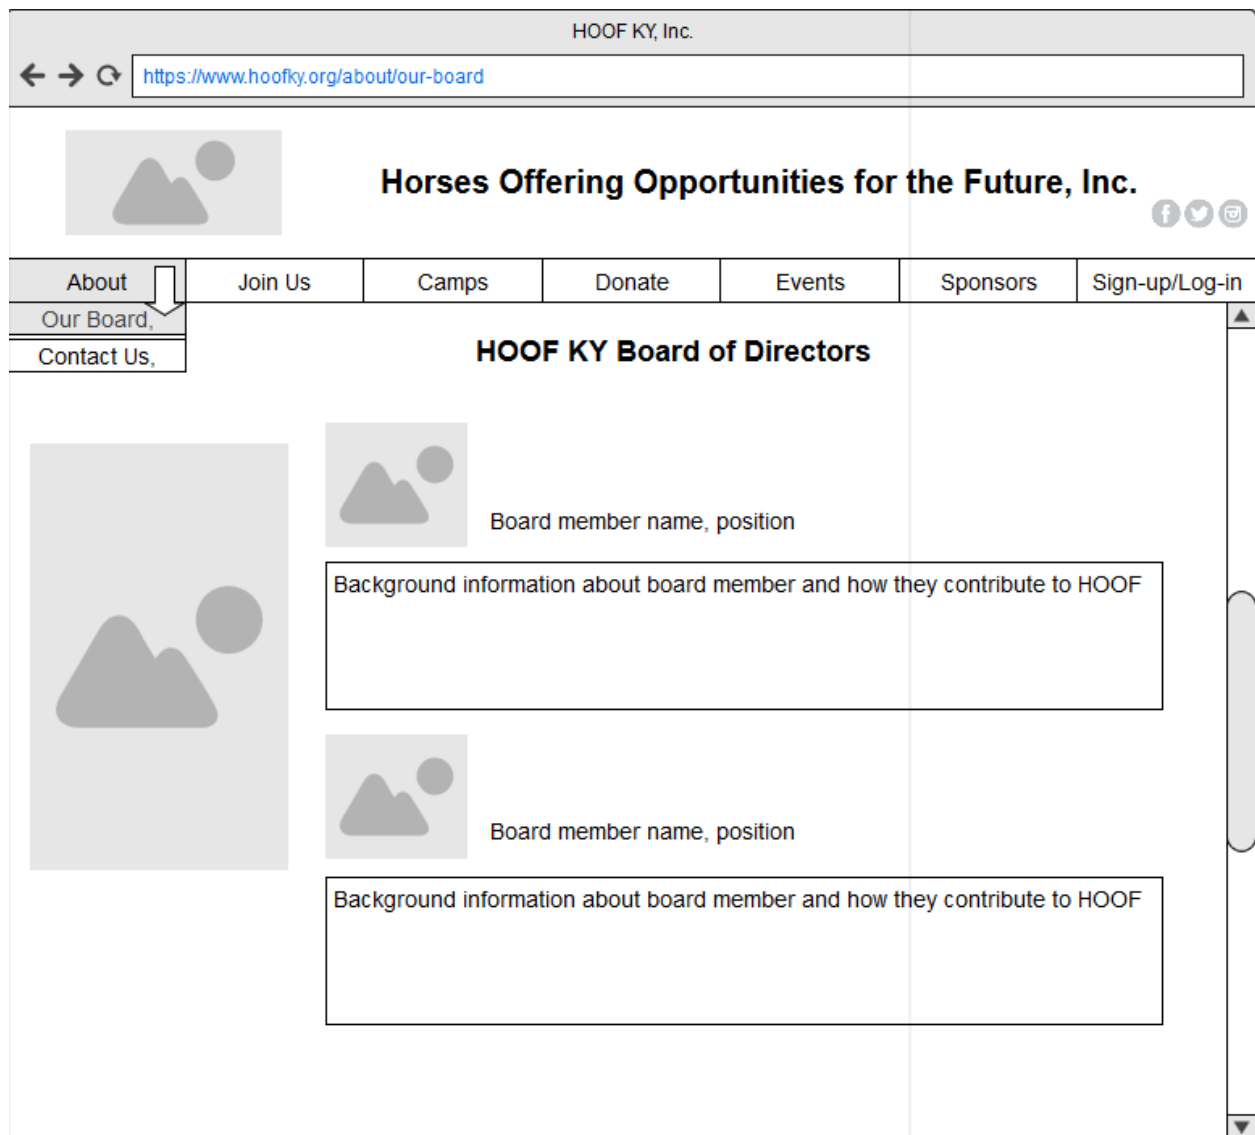 HOOF KY, Inc.
https://www.hoofky.org/about/our-board
Horses Offering Opportunities for the Future, Inc.
About
Join Us
Camps
Donate
Events
Sponsors
Sign-up/Log-in
Our Board,
Contact Us,
HOOF KY Board of Directors
Board member name, position
Background information about board member and how they contribute to HOOF
Board member name, position
Background information about board member and how they contribute to HOOF